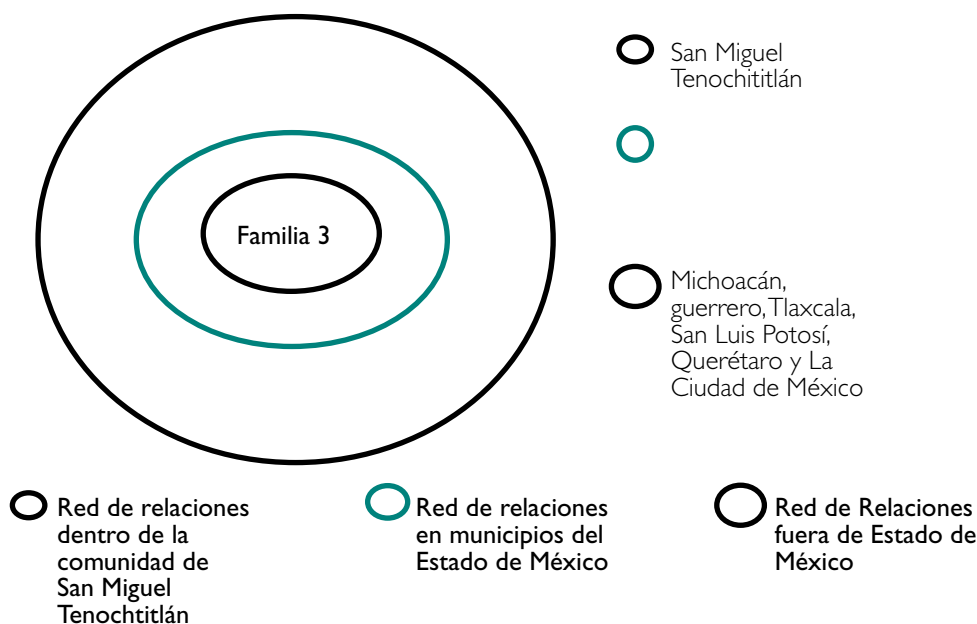 Familia 3
San Miguel
Tenochititlán
Michoacán,
guerrero, Tlaxcala,
San Luis Potosí,
Querétaro y La
Ciudad de México
Red de relaciones
dentro de la
comunidad de
San Miguel
Tenochtitlán
Red de relaciones
en municipios del
Estado de México
Red de Relaciones
fuera de Estado de
México